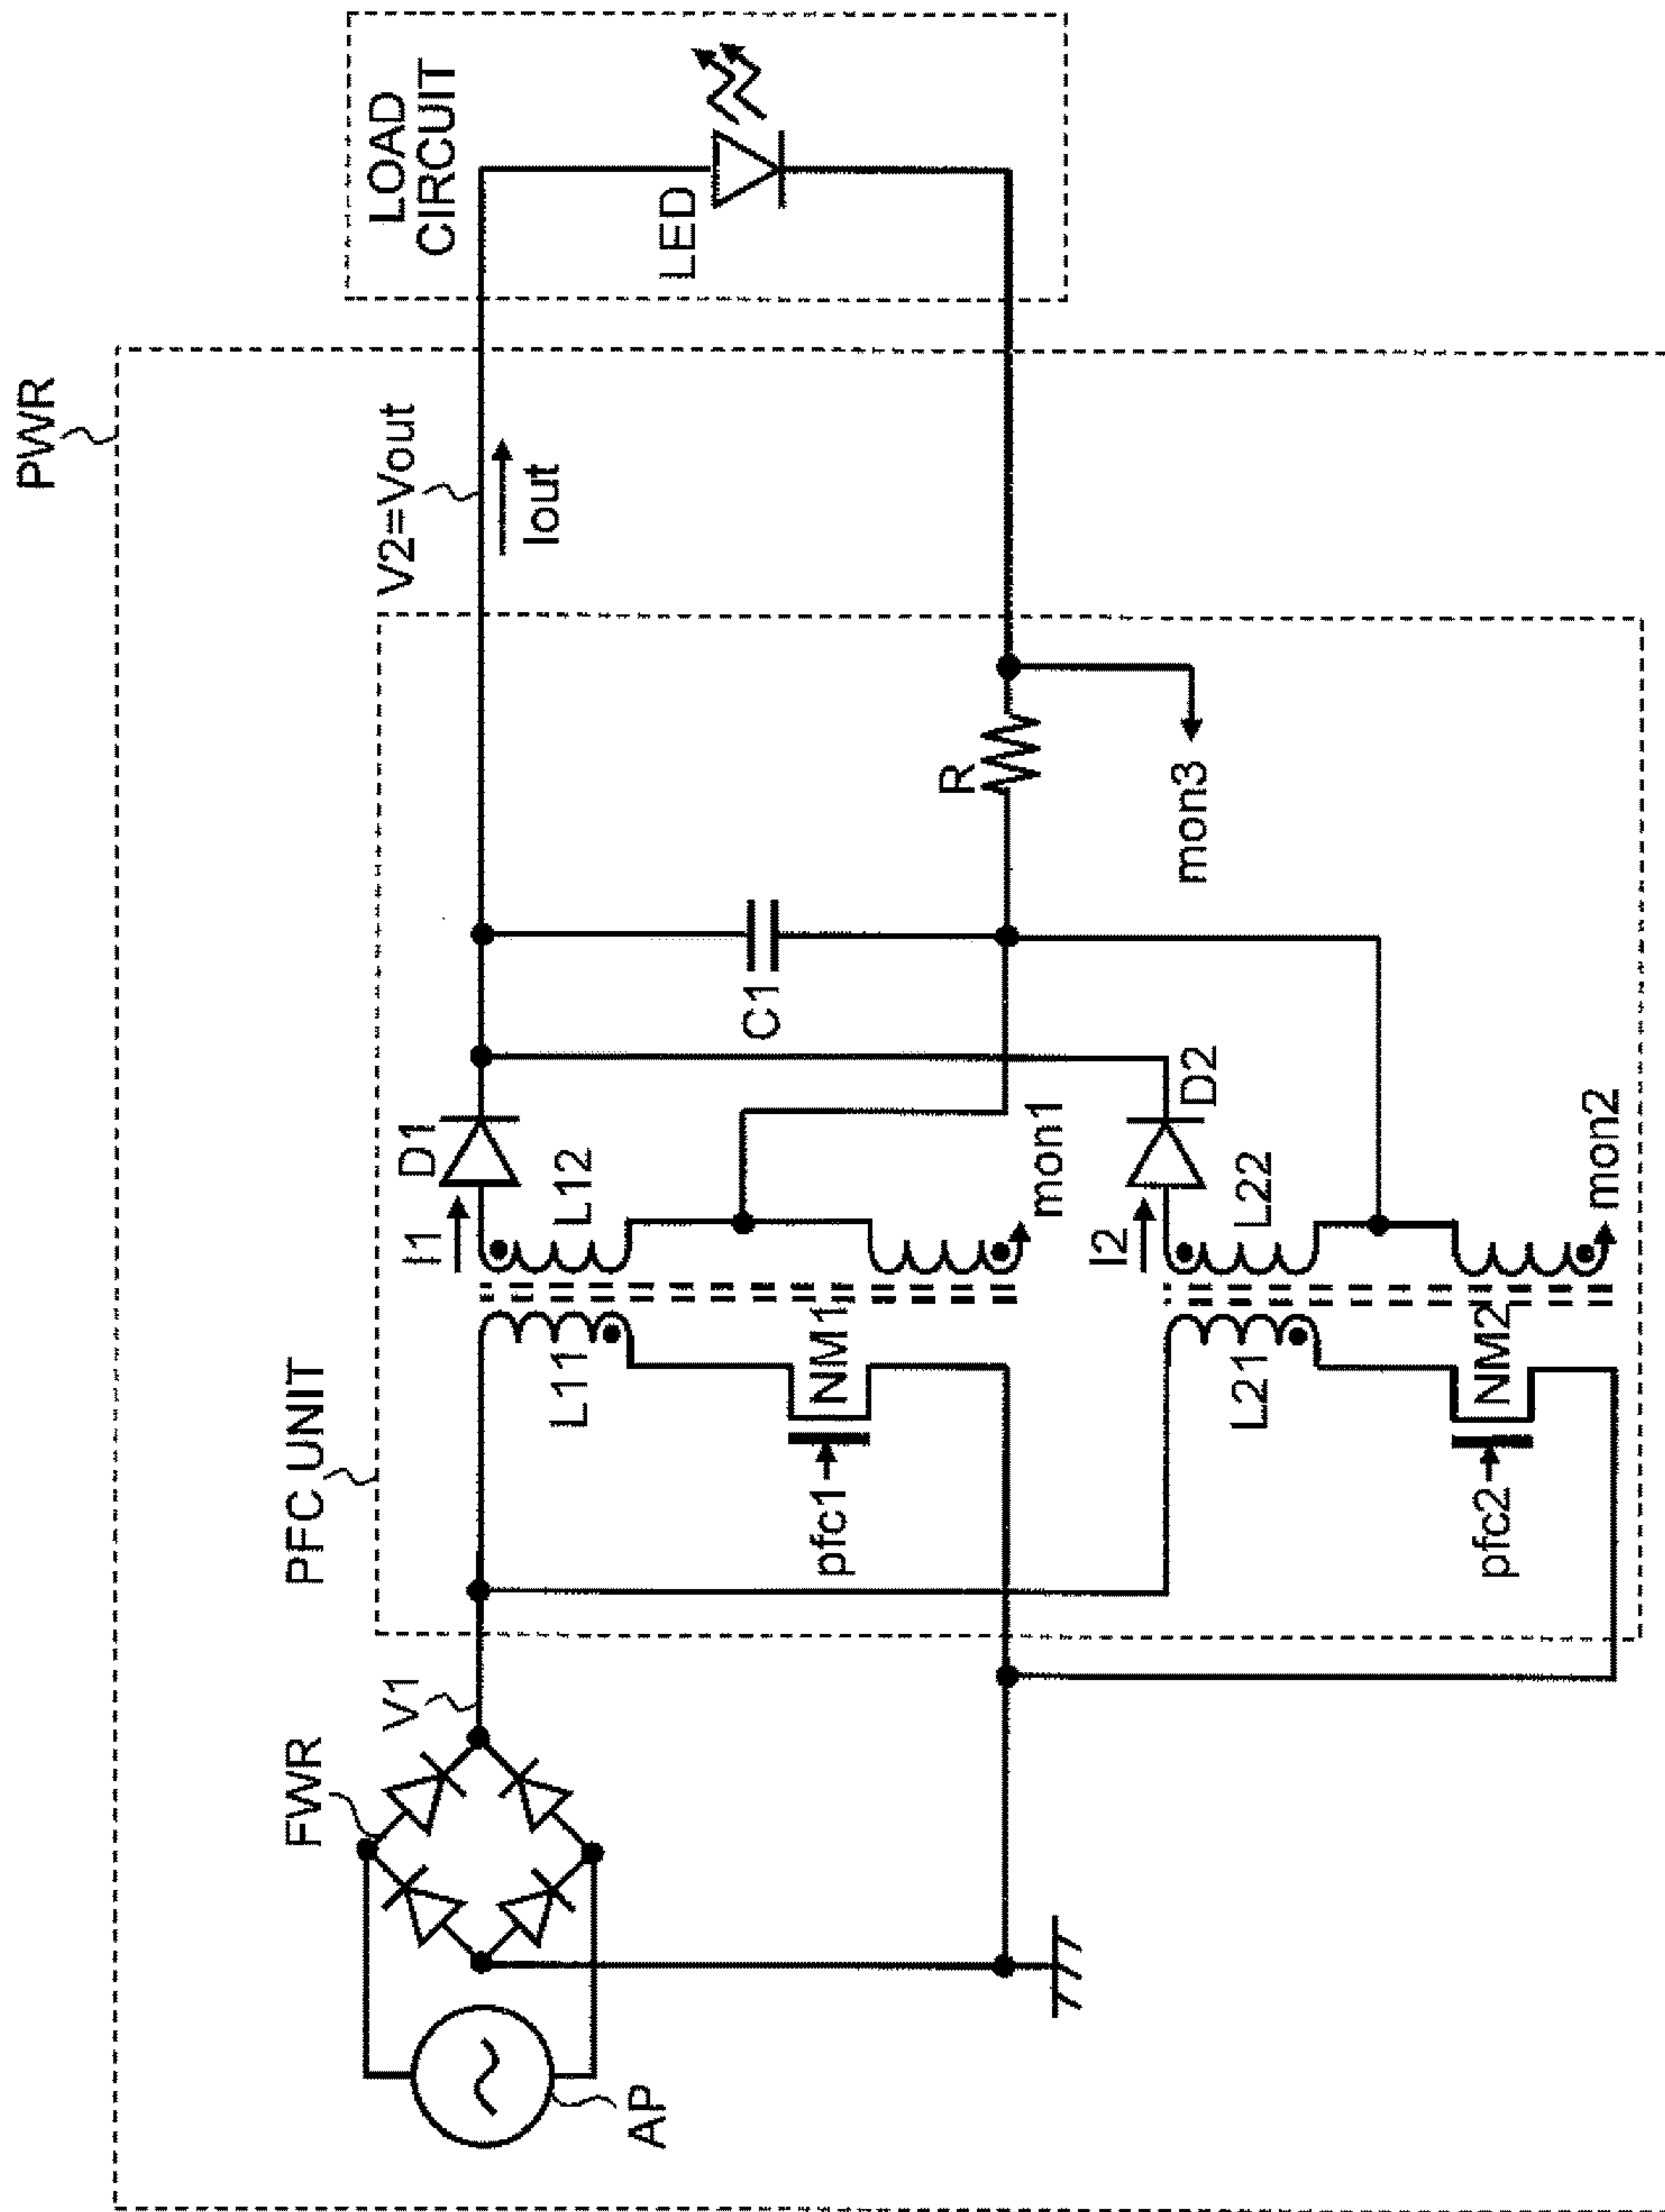 PWR
LOAD
CIRCUIT
LED
V2=Vout
Iout
PFC UNIT
FWR
V1
AP
I1
D1
L11
L12
C1
R
NM1
pfc1
mon1
mon3
I2
D2
L21
L22
NM2
pfc2
mon2